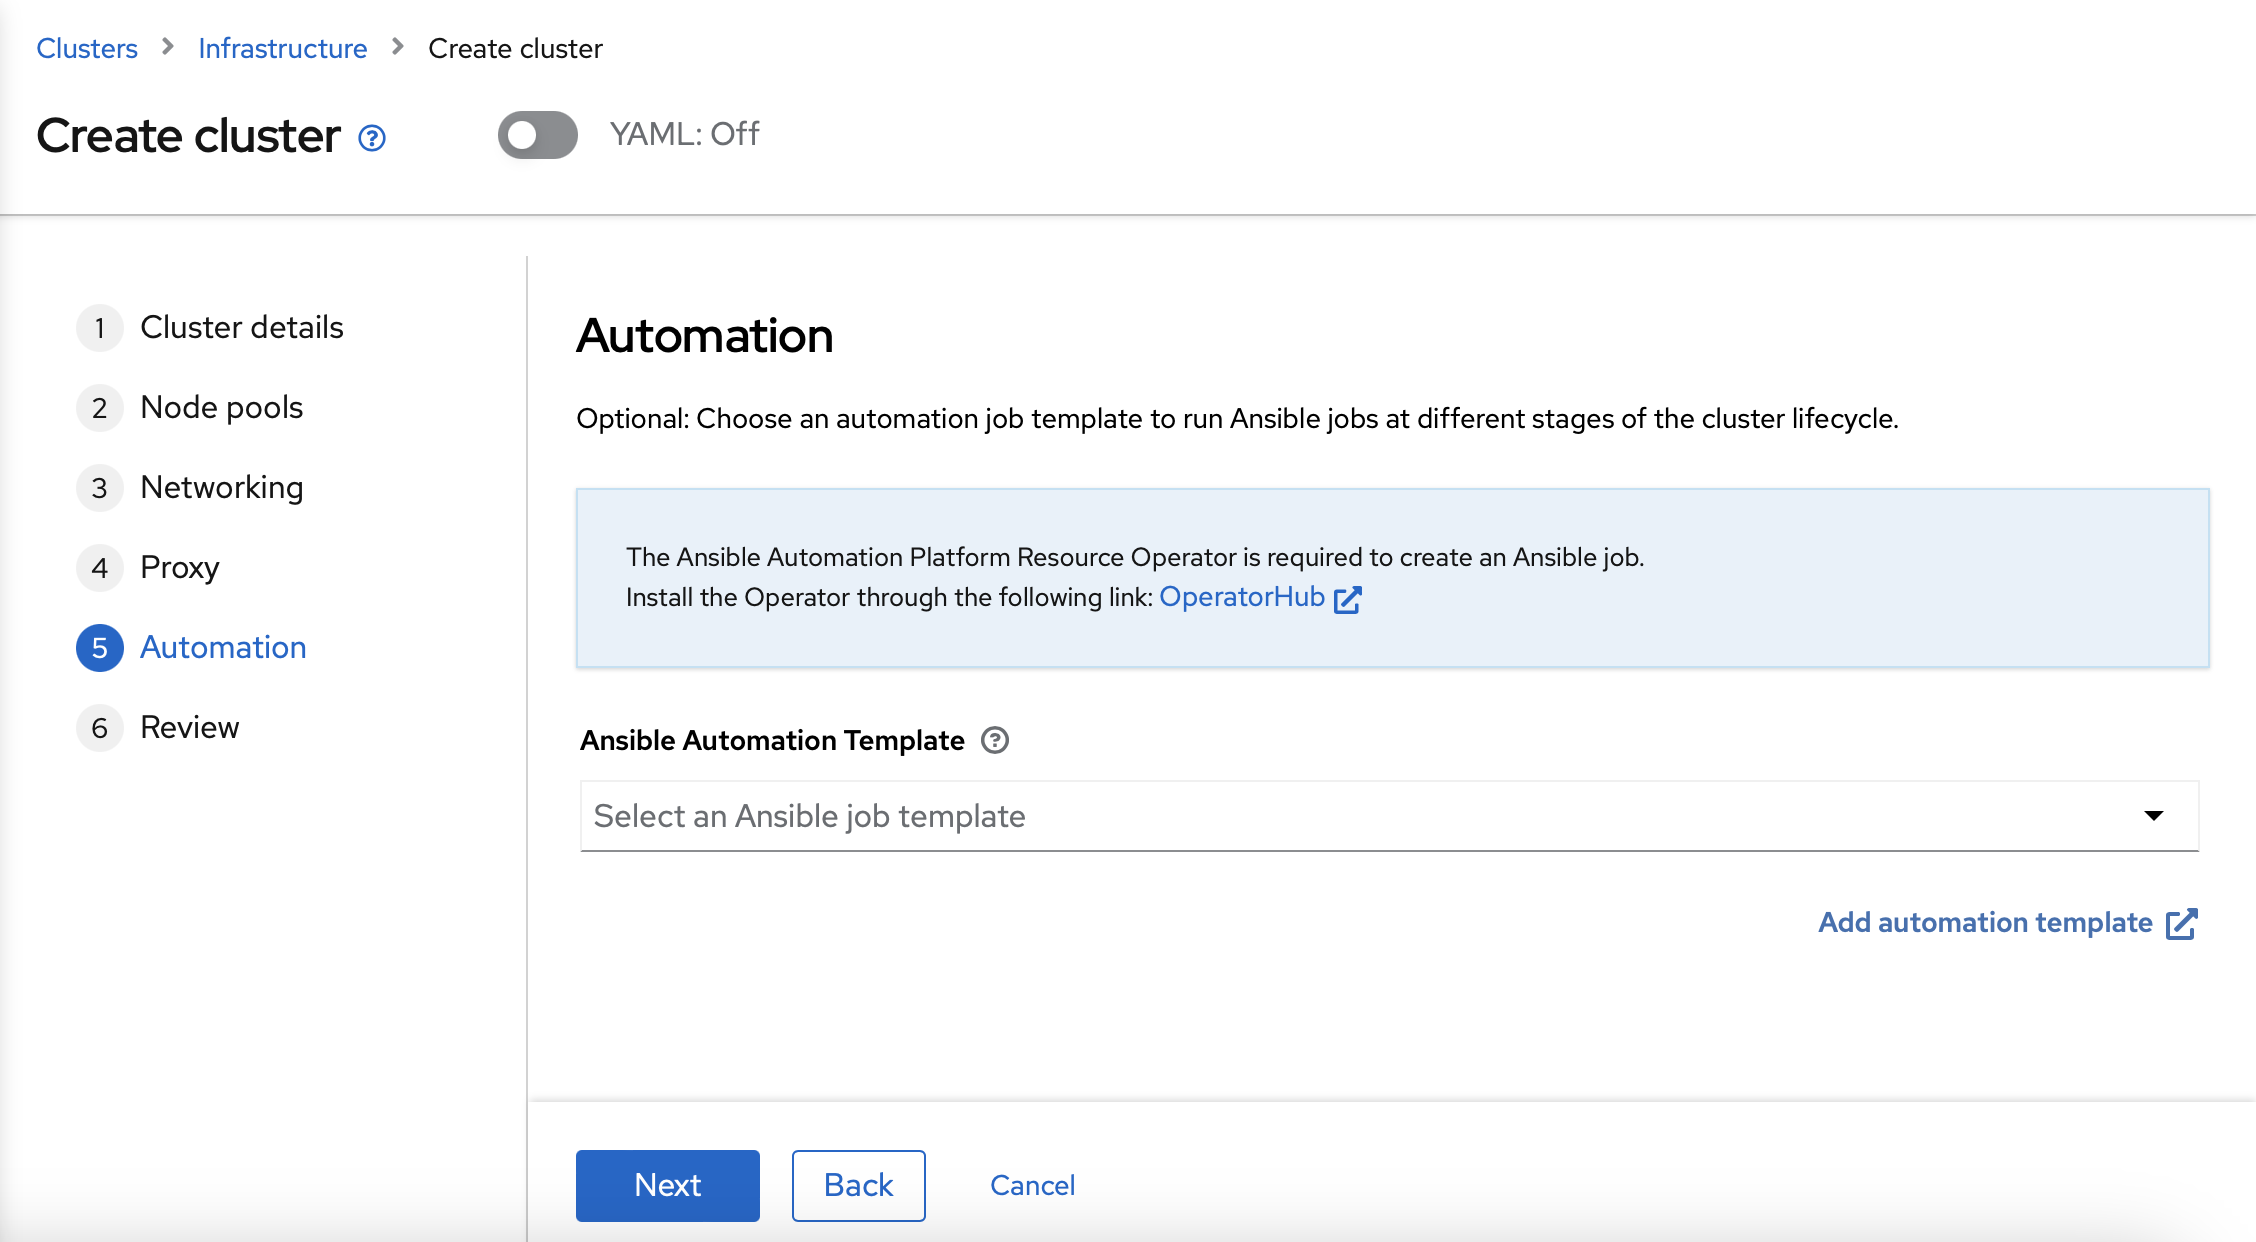 Clusters > Infrastructure > Create cluster
Create cluster
YAML: Off
1 Cluster details
2 Node pools
3 Networking
4 Proxy
5 Automation
6 Review
Automation
Optional: Choose an automation job template to run Ansible jobs at different stages of the cluster lifecycle.
The Ansible Automation Platform Resource Operator is required to create an Ansible job.
Install the Operator through the following link: OperatorHub
Ansible Automation Template
Select an Ansible job template
Add automation template
Next Back Cancel